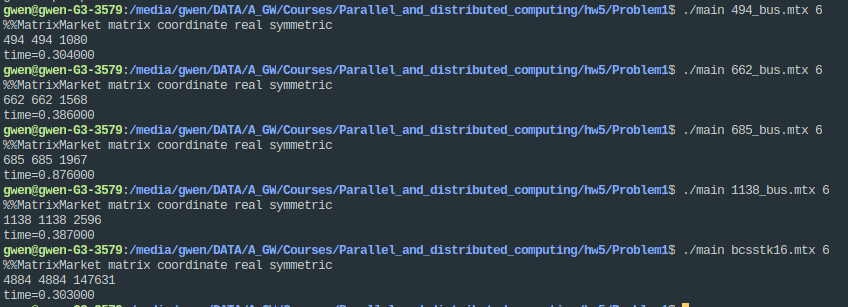 gwen@gwen-G3-3579:/media/gwen/DATA/A_GW/Courses/Parallel_and_distributed_computing/hw5/Problem1$ ./main 494_bus.mtx 6
%%MatrixMarket matrix coordinate real symmetric
494 494 1080
time=0.304000
gwen@gwen-G3-3579:/media/gwen/DATA/A_GW/Courses/Parallel_and_distributed_computing/hw5/Problem1$ ./main 662_bus.mtx 6
%%MatrixMarket matrix coordinate real symmetric
662 662 1568
time=0.386000
gwen@gwen-G3-3579:/media/gwen/DATA/A_GW/Courses/Parallel_and_distributed_computing/hw5/Problem1$ ./main 685_bus.mtx 6
%%MatrixMarket matrix coordinate real symmetric
685 685 1967
time=0.876000
gwen@gwen-G3-3579:/media/gwen/DATA/A_GW/Courses/Parallel_and_distributed_computing/hw5/Problem1$ ./main 1138_bus.mtx 6
%%MatrixMarket matrix coordinate real symmetric
1138 1138 2596
time=0.387000
gwen@gwen-G3-3579:/media/gwen/DATA/A_GW/Courses/Parallel_and_distributed_computing/hw5/Problem1$ ./main bcsstk16.mtx 6
%%MatrixMarket matrix coordinate real symmetric
4884 4884 147631
time=0.303000